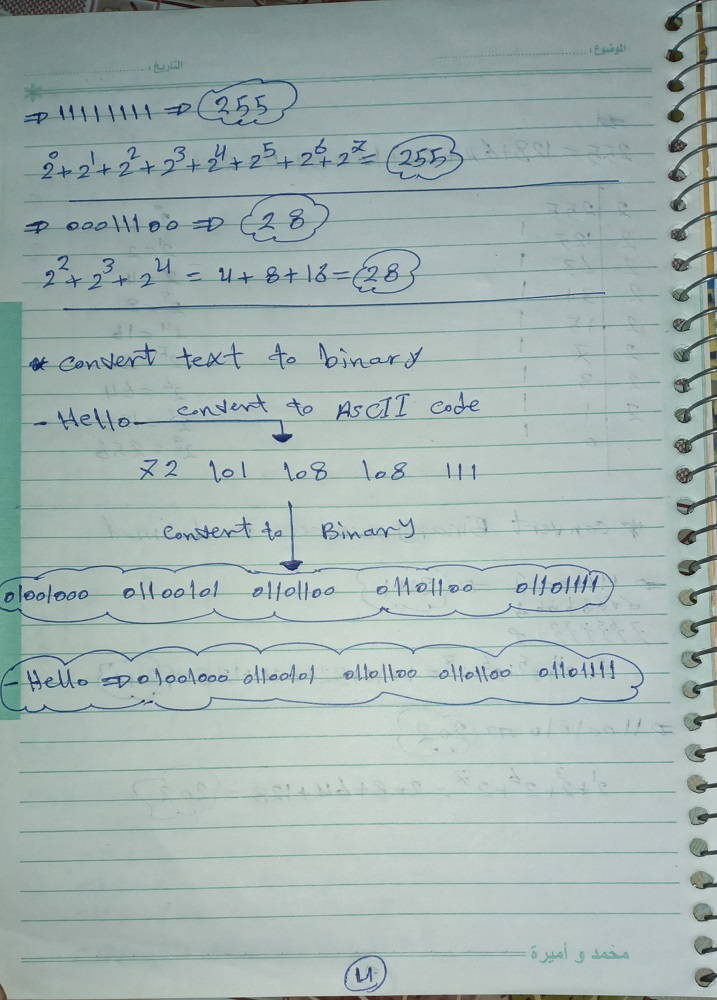 الموضوع:
التاريخ:
⇒ 11111111 ⇒ 255
2⁰+2¹+2²+2³+2⁴+2⁵+2⁶+2⁷= 255
⇒ 00011100 ⇒ 28
2²+2³+2⁴ = 4+8+16=28
* convert text to binary
- Hello convert to ASCII code
72 101 108 108 111
convert to Binary
01001000 01100101 01101100 01101100 01101111
- Hello ⇒ 01001000 01100101 01101100 01101100 01101111
محمد و أميرة
4